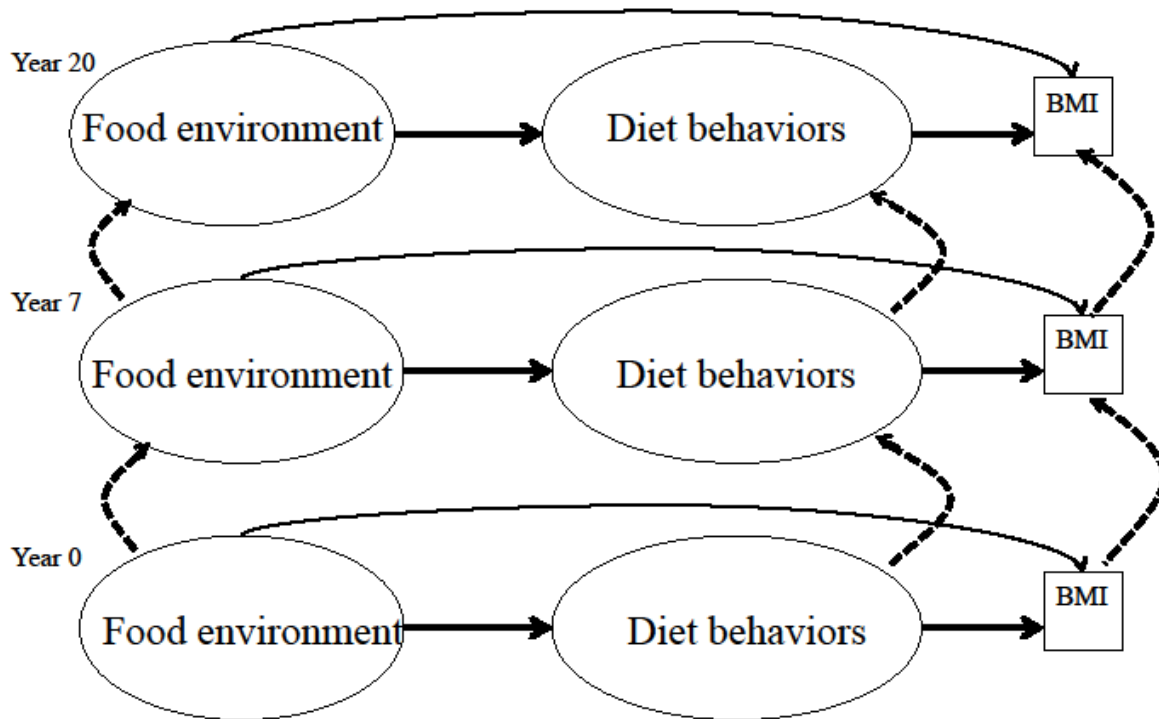 Year 20
Food environment
Diet behaviors
BMI
Year 7
Food environment
Diet behaviors
BMI
Year 0
Food environment
Diet behaviors
BMI